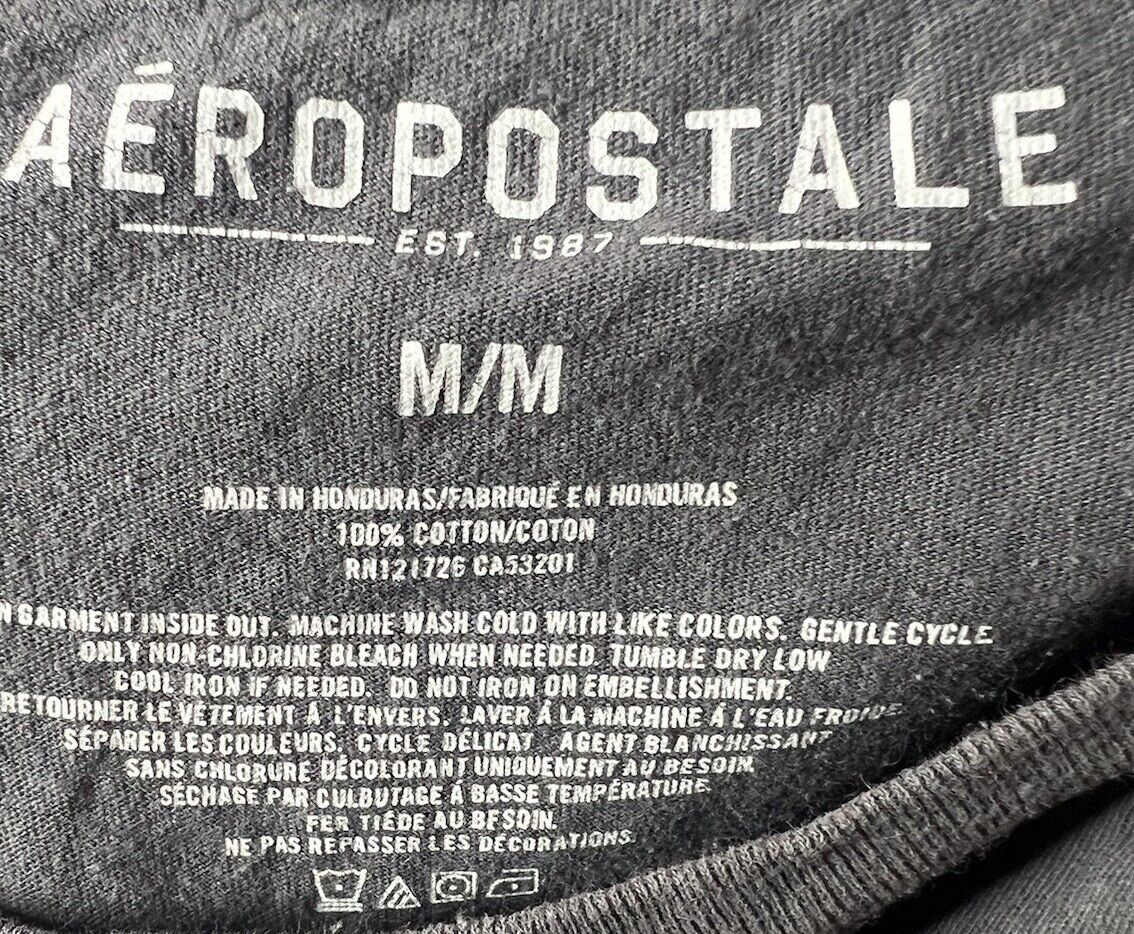 AÉROPOSTALE
EST. 1987
M/M
MADE IN HONDURAS/FABRIQUÉ EN HONDURAS
100% COTTON/COTON
RN121726 CA53201
N GARMENT INSIDE OUT. MACHINE WASH COLD WITH LIKE COLORS. GENTLE CYCLE
ONLY NON-CHLORINE BLEACH WHEN NEEDED. TUMBLE DRY LOW
COOL IRON IF NEEDED. DO NOT IRON ON EMBELLISHMENT.
RETOURNER LE VÊTEMENT À L'ENVERS. LAVER À LA MACHINE À L'EAU FROIDE
SÉPARER LES COULEURS. CYCLE DÉLICAT AGENT BLANCHISSANT
SANS CHLORURE DÉCOLORANT UNIQUEMENT AU BESOIN.
SÉCHAGE PAR CULBUTAGE À BASSE TEMPÉRATURE.
FER TIÈDE AU BESOIN.
NE PAS REPASSER LES DÉCORATIONS.